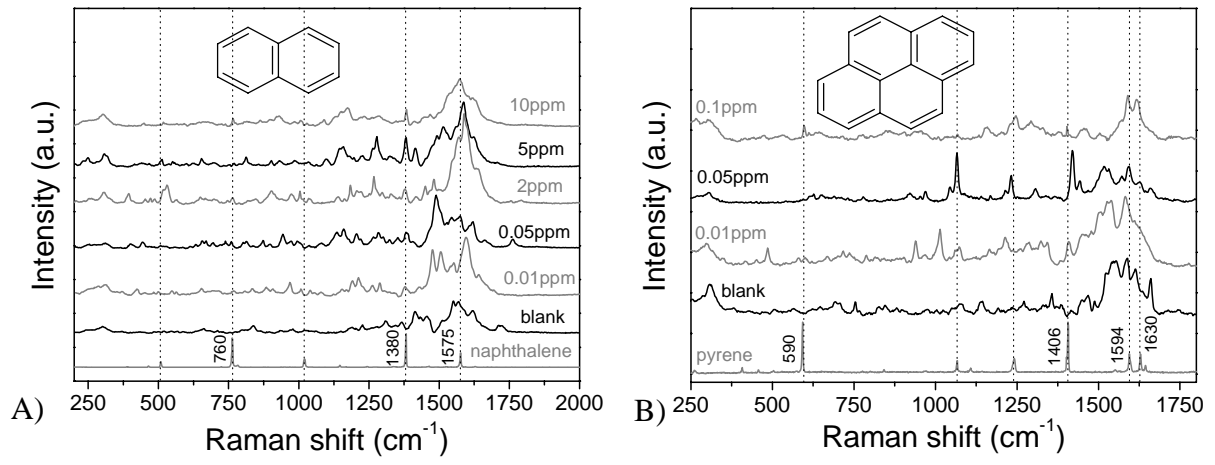 10ppm
5ppm
2ppm
0.05ppm
0.01ppm
blank
naphthalene
760
1380
1575
Intensity (a.u.)
250 500 750 1000 1250 1500 1750 2000
Raman shift (cm-1)
A)
0.1ppm
0.05ppm
0.01ppm
blank
pyrene
590
1406
1594
1630
Intensity (a.u.)
250 500 750 1000 1250 1500 1750
Raman shift (cm-1)
B)